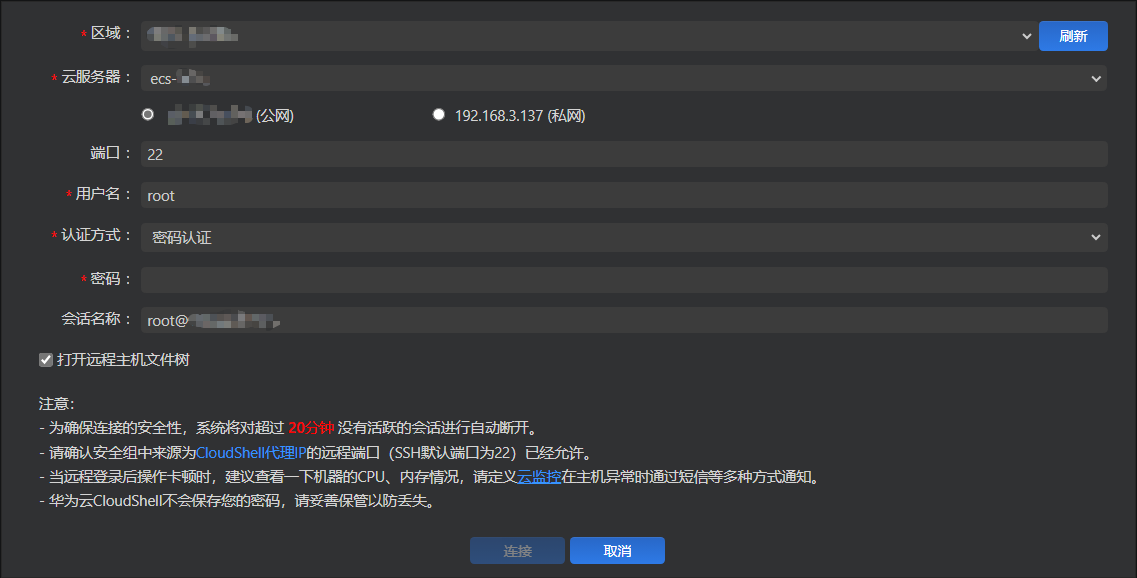 * 区域：
刷新
* 云服务器： ecs-
(公网) 192.168.3.137 (私网)
端口： 22
* 用户名： root
* 认证方式： 密码认证
* 密码：
会话名称： root@
打开远程主机文件树
注意：
- 为确保连接的安全性，系统将对超过 20分钟 没有活跃的会话进行自动断开。
- 请确认安全组中来源为CloudShell代理IP的远程端口（SSH默认端口为22）已经允许。
- 当远程登录后操作卡顿时，建议查看一下机器的CPU、内存情况，请定义云监控在主机异常时通过短信等多种方式通知。
- 华为云CloudShell不会保存您的密码，请妥善保管以防丢失。
连接 取消